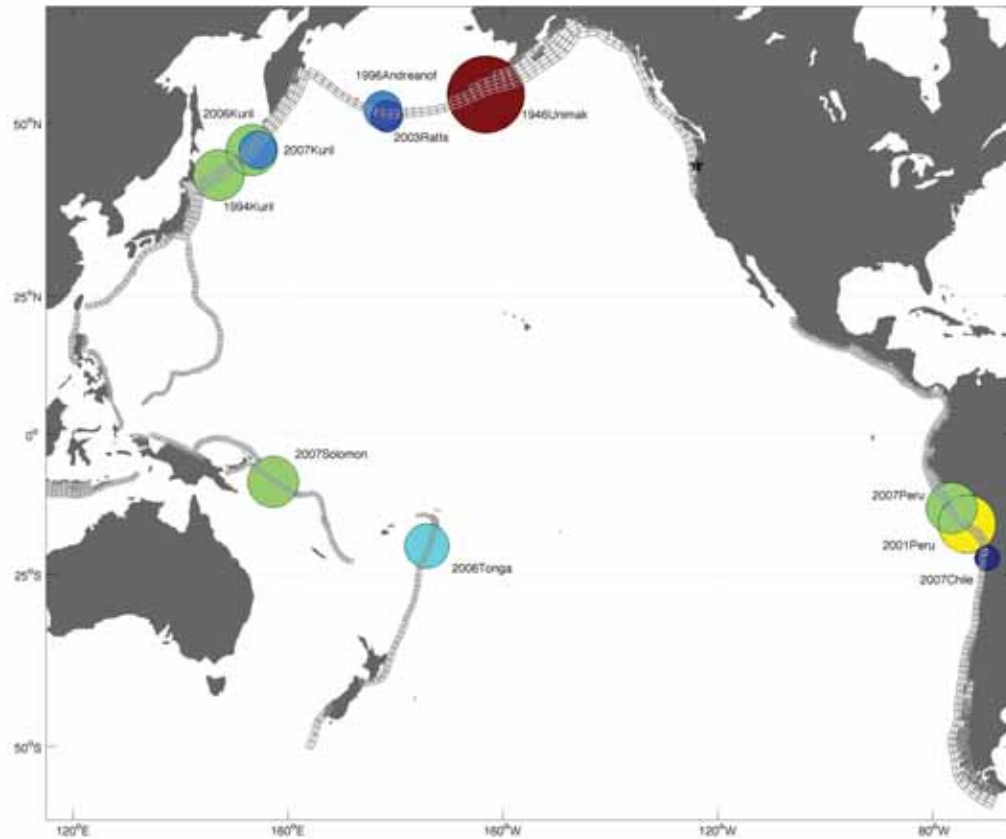 1996Andreanof
2006Kuril
1946Unimak
50°N
2003Ratts
2007Kuril
1994Kuril
25°N
0°
2007Solomon
2007Peru
2001Peru
2006Tonga
25°S
2007Chile
50°S
120°E
160°E
160°W
120°W
80°W